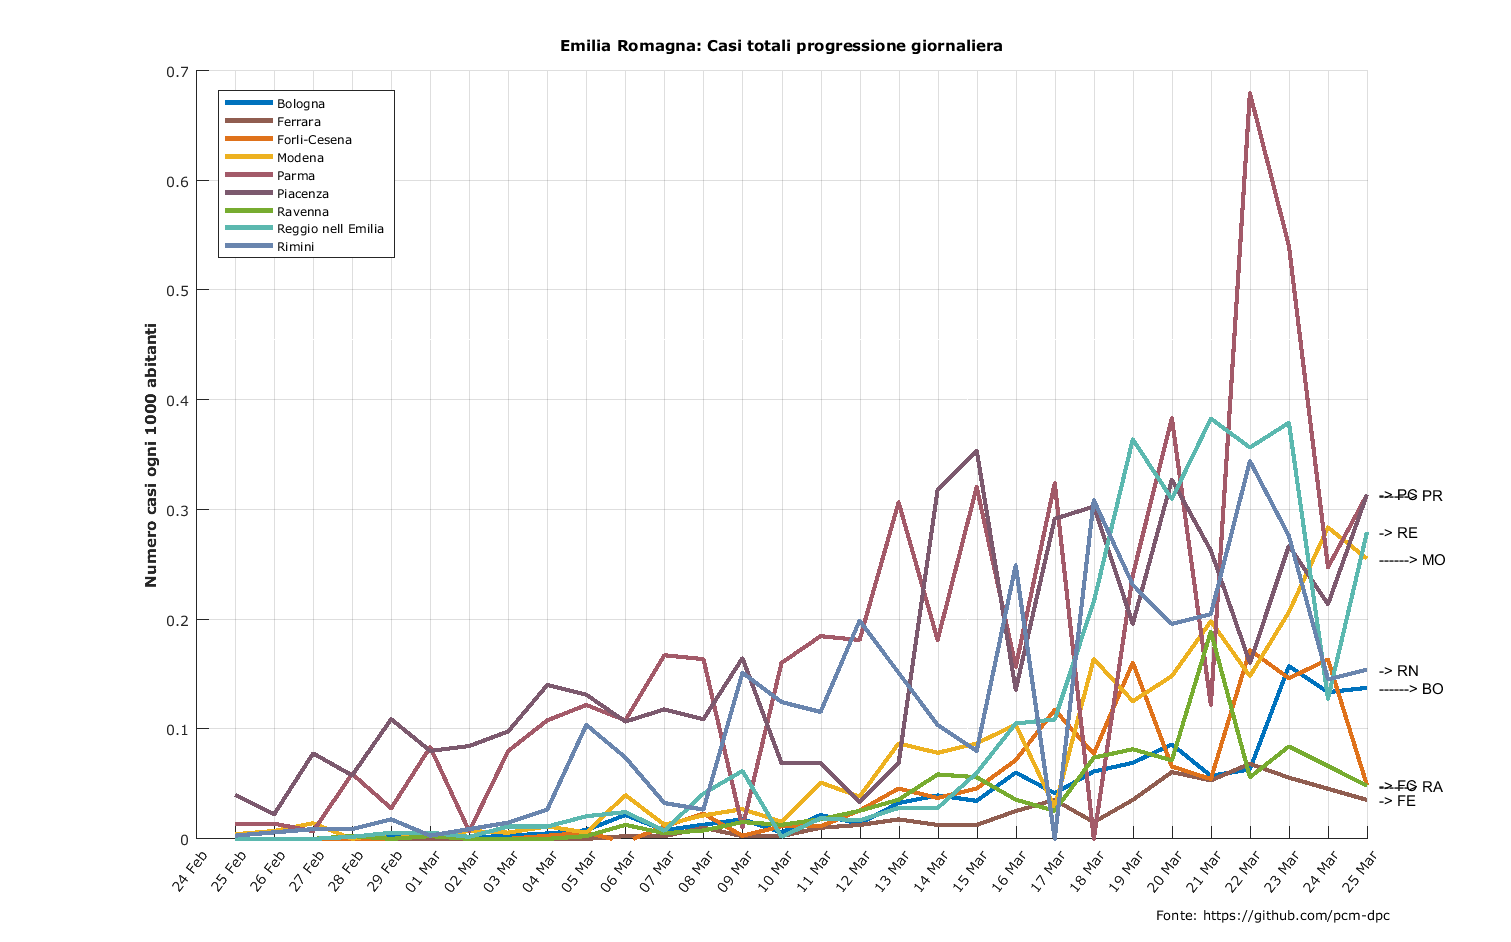 Emilia Romagna: Casi totali progressione giornaliera
Numero casi ogni 1000 abitanti
0.7
0.6
0.5
0.4
0.3
0.2
0.1
0
Bologna
Ferrara
Forli-Cesena
Modena
Parma
Piacenza
Ravenna
Reggio nell Emilia
Rimini
-> PC
------> PR
-> RE
------> MO
-> RN
------> BO
-> FC
------> RA
-> FE
24 Feb
25 Feb
26 Feb
27 Feb
28 Feb
29 Feb
01 Mar
02 Mar
03 Mar
04 Mar
05 Mar
06 Mar
07 Mar
08 Mar
09 Mar
10 Mar
11 Mar
12 Mar
13 Mar
14 Mar
15 Mar
16 Mar
17 Mar
18 Mar
19 Mar
20 Mar
21 Mar
22 Mar
23 Mar
24 Mar
25 Mar
Fonte: https://github.com/pcm-dpc